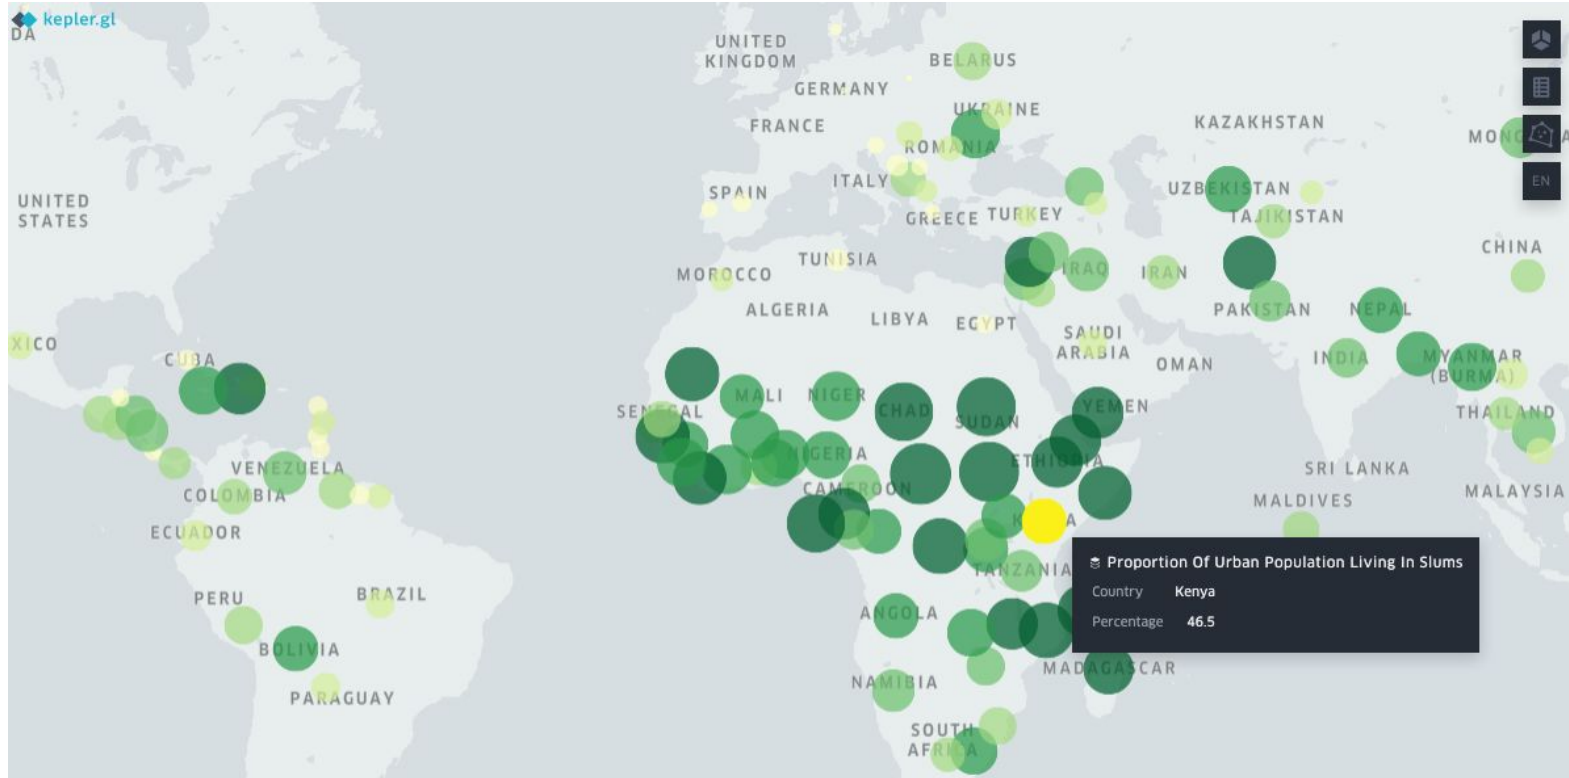 kepler.gl
DA
UNITED
KINGDOM
BELARUS
GERMANY
UKRAINE
FRANCE
KAZAKHSTAN
ROMANIA
ITALY
SPAIN
UZBEKISTAN
EN
UNITED
STATES
GREECE
TURKEY
TAJIKISTAN
TUNISIA
CHINA
MOROCCO
IRAQ
IRAN
ALGERIA
LIBYA
EGYPT
PAKISTAN
NEPAL
XICO
CUBA
SAUDI
ARABIA
OMAN
INDIA
MYANMAR
(BURMA)
MALI
NIGER
CHAD
SUDAN
YEMEN
SENEGAL
THAILAND
NIGERIA
ETHIOPIA
VENEZUELA
SRI LANKA
COLOMBIA
CAMEROON
MALDIVES
MALAYSIA
ECUADOR
TANZANIA
Proportion Of Urban Population Living In Slums
Country Kenya
Percentage 46.5
PERU
BRAZIL
ANGOLA
BOLIVIA
MADAGASCAR
NAMIBIA
PARAGUAY
SOUTH
AFRICA